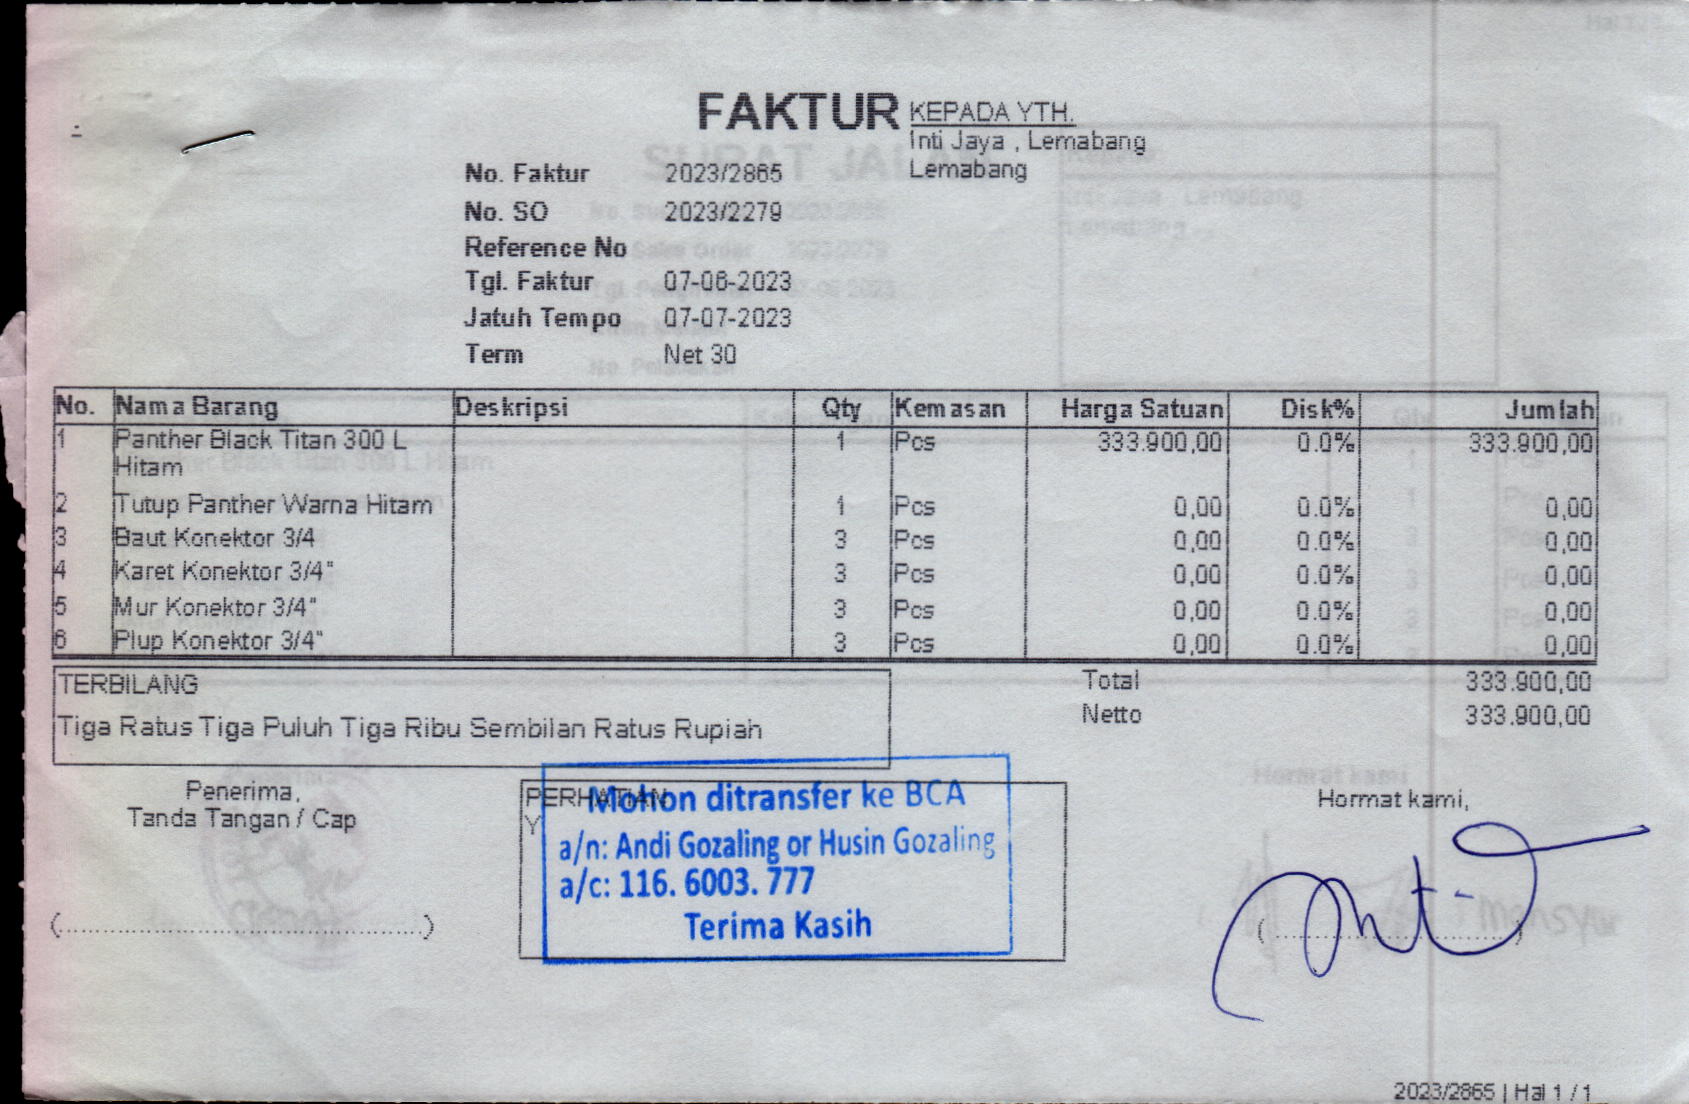 FAKTUR
KEPADA YTH.
Inti Jaya , Lemabang
Lemabang
No. Faktur 2023/2865
No. SO 2023/2279
Reference No
Tgl. Faktur 07-06-2023
Jatuh Tempo 07-07-2023
Term Net 30
No. Nama Barang Deskripsi Qty Kemasan Harga Satuan Disk% Jumlah
1 Panther Black Titan 300 L 1 Pcs 333.900,00 0.0% 333.900,00
Hitam
2 Tutup Panther Warna Hitam 1 Pcs 0,00 0.0% 0,00
3 Baut Konektor 3/4 3 Pcs 0,00 0.0% 0,00
4 Karet Konektor 3/4" 3 Pcs 0,00 0.0% 0,00
5 Mur Konektor 3/4" 3 Pcs 0,00 0.0% 0,00
6 Plup Konektor 3/4" 3 Pcs 0,00 0.0% 0,00
TERBILANG
Tiga Ratus Tiga Puluh Tiga Ribu Sembilan Ratus Rupiah
Total 333.900,00
Netto 333.900,00
Penerima,
Tanda Tangan / Cap
PERHATIAN
Y
Mohon ditransfer ke BCA
a/n: Andi Gozaling or Husin Gozaling
a/c: 116. 6003. 777
Terima Kasih
Hormat kami,
2023/2865 | Hal 1 / 1